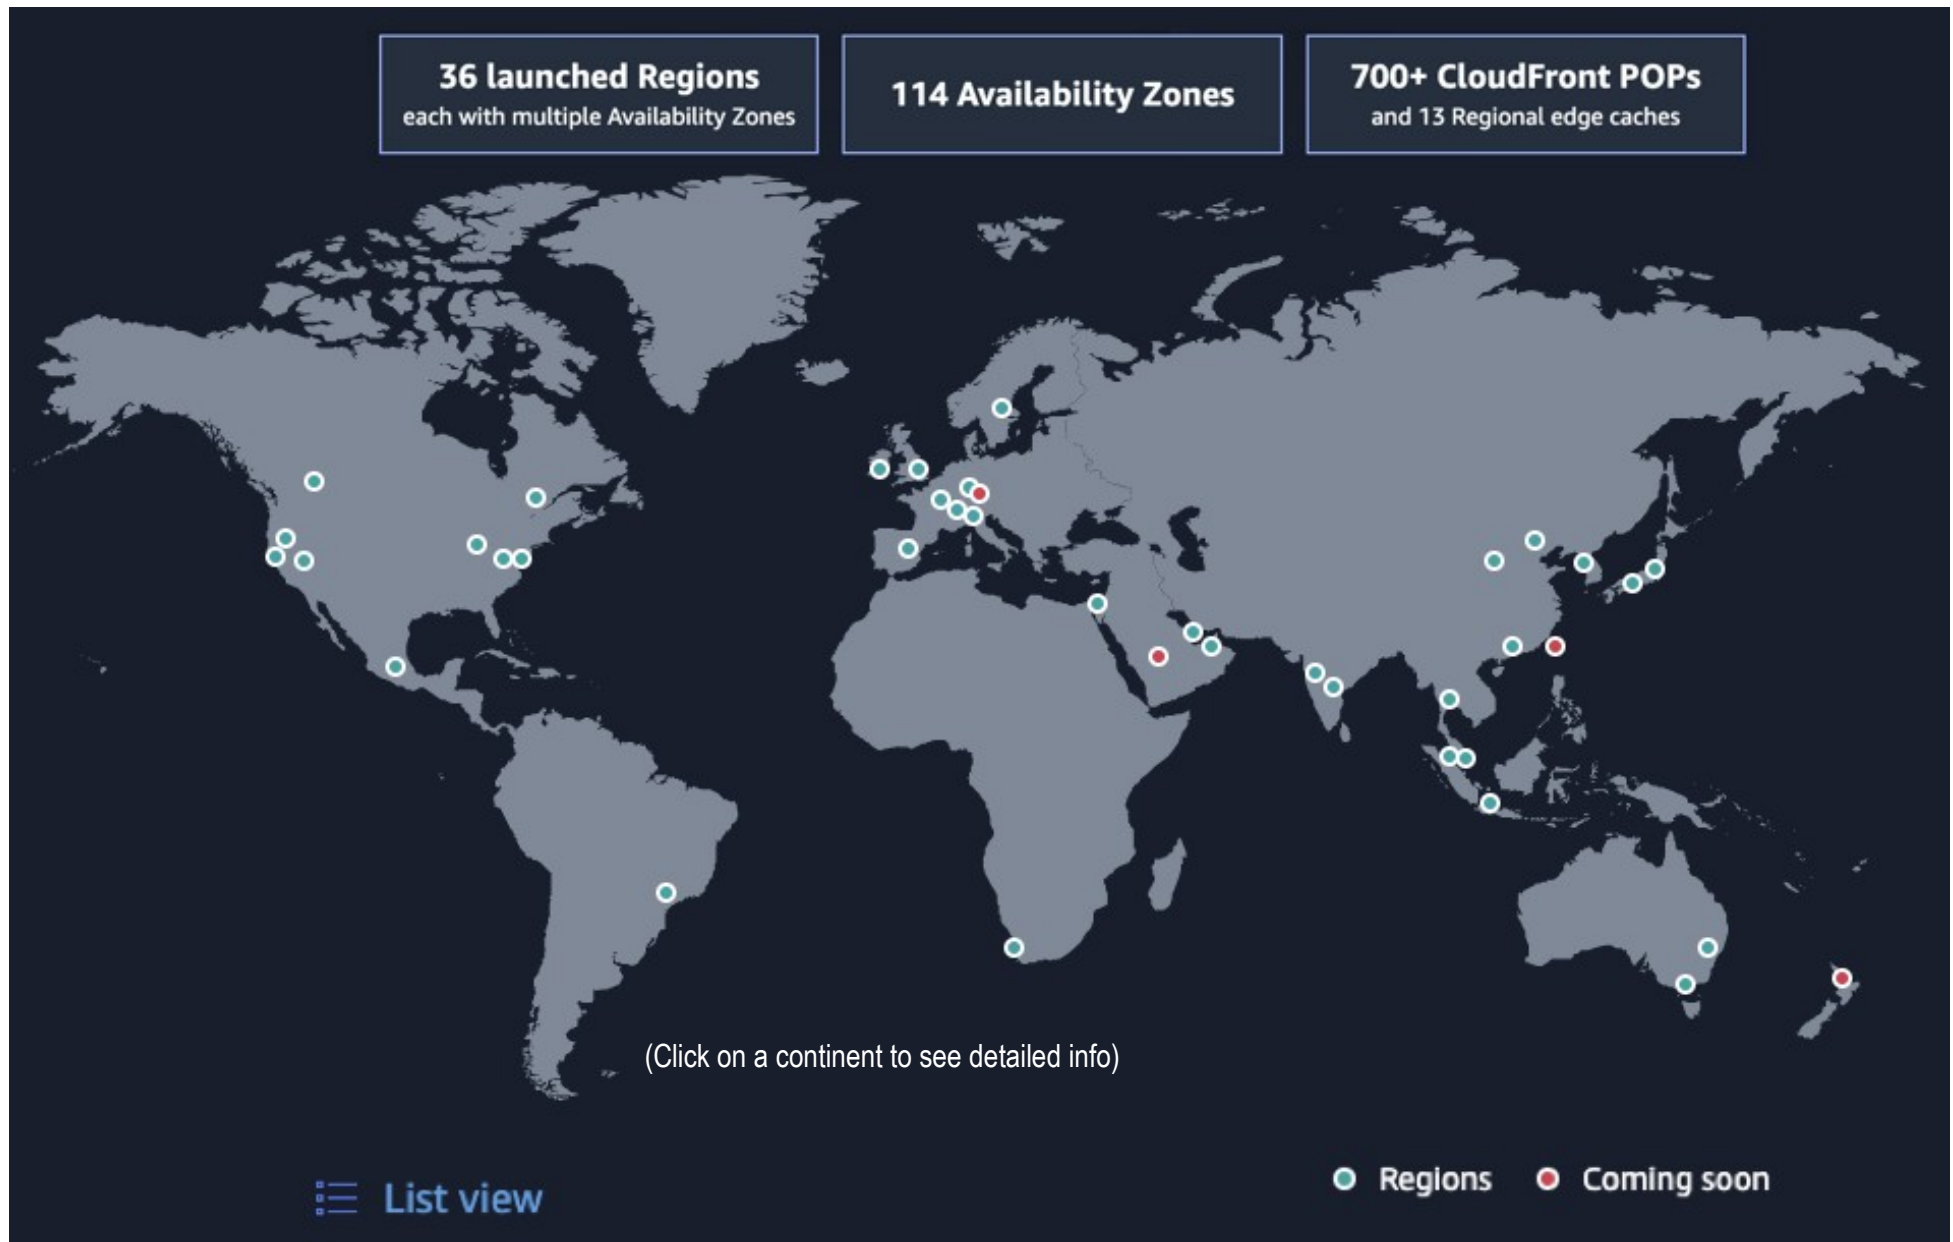 36 launched Regions
each with multiple Availability Zones
114 Availability Zones
700+ CloudFront POPs
and 13 Regional edge caches
(Click on a continent to see detailed info)
List view
Regions
Coming soon